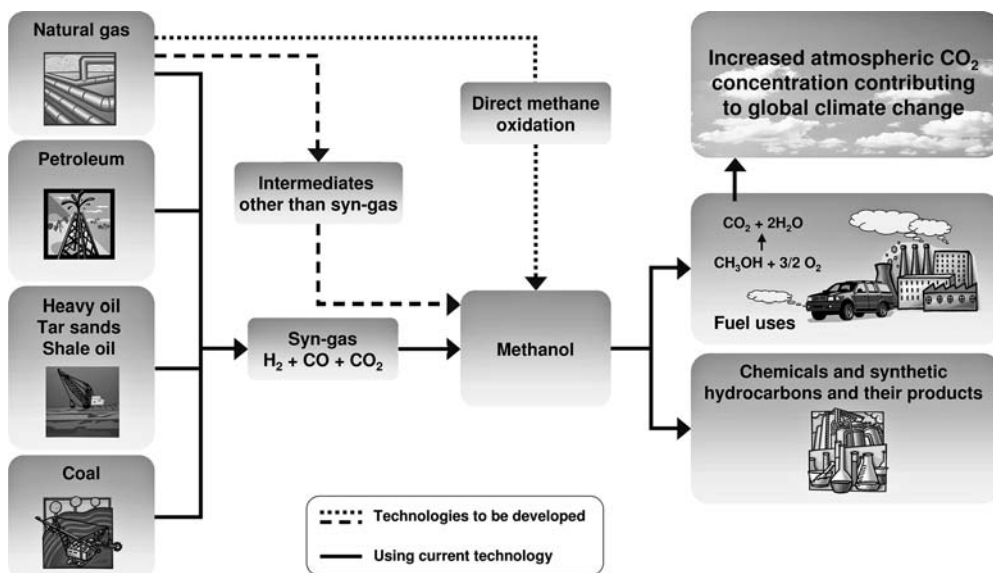 Natural gas
Petroleum
Heavy oil
Tar sands
Shale oil
Coal
Intermediates
other than syn-gas
Direct methane
oxidation
Syn-gas
H₂ + CO + CO₂
Methanol
Increased atmospheric CO₂
concentration contributing
to global climate change
CO₂ + 2H₂O
CH₃OH + 3/2 O₂
Fuel uses
Chemicals and synthetic
hydrocarbons and their products
Technologies to be developed
Using current technology